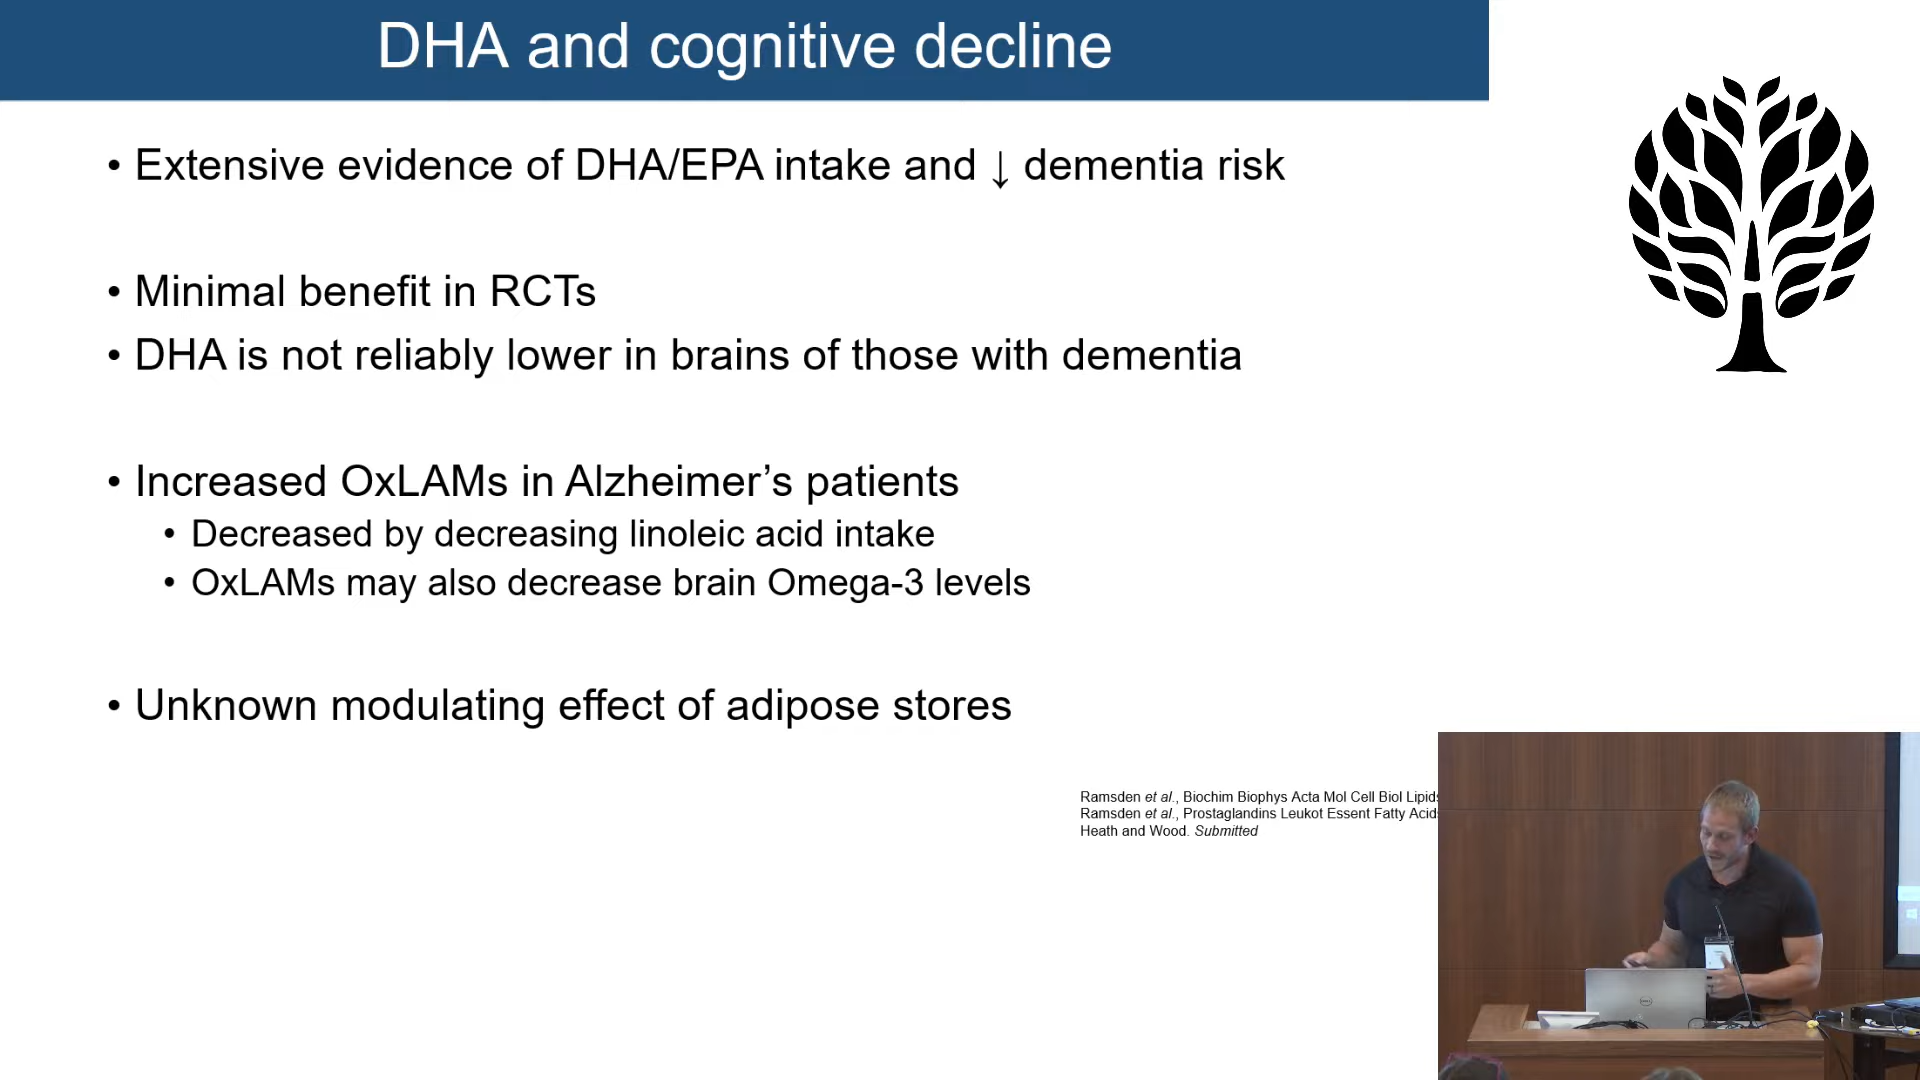 DHA and cognitive decline
• Extensive evidence of DHA/EPA intake and ↓ dementia risk
• Minimal benefit in RCTs
• DHA is not reliably lower in brains of those with dementia
• Increased OxLAMs in Alzheimer’s patients
• Decreased by decreasing linoleic acid intake
• OxLAMs may also decrease brain Omega-3 levels
• Unknown modulating effect of adipose stores
Ramsden et al., Biochim Biophys Acta Mol Cell Biol Lipids
Ramsden et al., Prostaglandins Leukot Essent Fatty Acids
Heath and Wood. Submitted